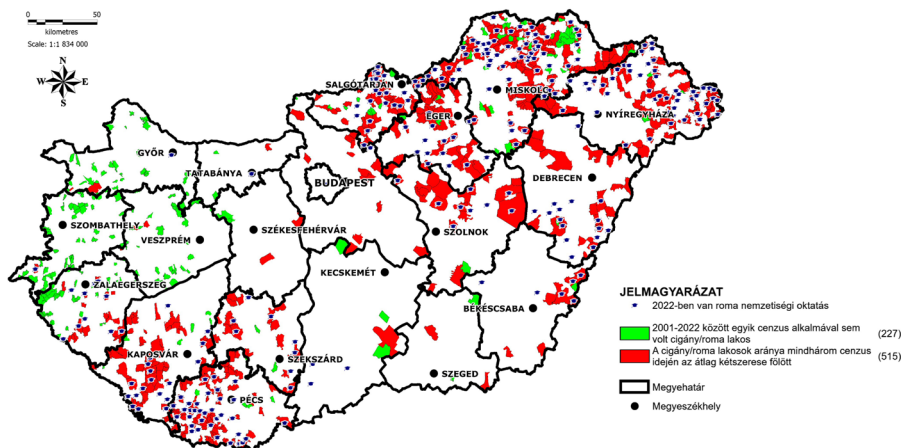 0 50
kilometres
Scale: 1:1 834 000
N
W E
S
SALGÓTARJÁN
MISKOLC
EGER
NYÍREGYHÁZA
GYŐR
TATABÁNYA
BUDAPEST
DEBRECEN
SZOMBATHELY
VESZPRÉM
SZÉKESFEHÉRVÁR
SZOLNOK
ZALAEGERSZEG
KECSKEMÉT
BÉKÉSCSABA
KAPOSVÁR
SZEKSZÁRD
SZEGED
PÉCS
JELMAGYARÁZAT
2022-ben van roma nemzetiségi oktatás
2001-2022 között egyik cenzus alkalmával sem
volt cigány/roma lakos (227)
A cigány/roma lakosok aránya mindhárom cenzus
idején az átlag kétszerese fölött (515)
Megyehatár
Megyeszékhely